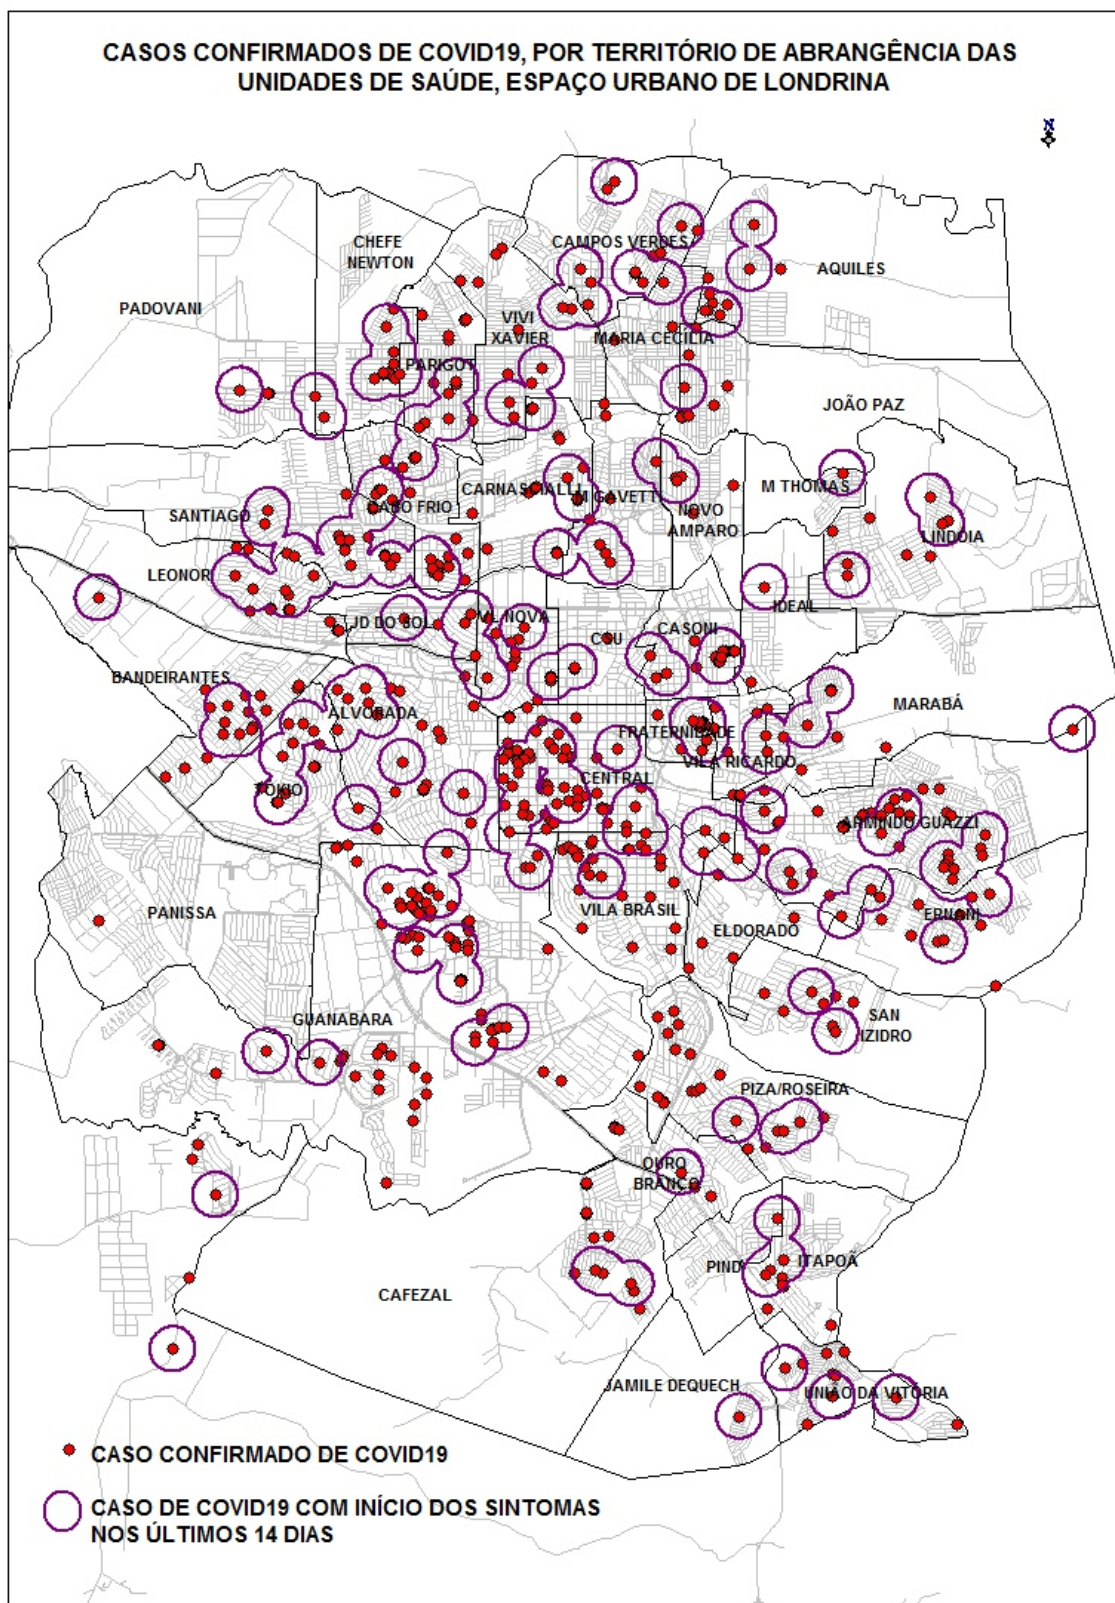 CASOS CONFIRMADOS DE COVID19, POR TERRITÓRIO DE ABRANGÊNCIA DAS
UNIDADES DE SAÚDE, ESPAÇO URBANO DE LONDRINA
N
CHEFE
NEWTON
CAMPOS VERDES
AQUILES
PADOVANI
VIVI
XAVIER
MARIA CECILIA
PARIGOT
JOÃO PAZ
CARNASCIALLI
M GAVETTI
M THOMAS
SANTIAGO
CABO FRIO
NOVO
AMPARO
LINDOIA
LEONOR
IDEAL
JD DO SOL
VL NOVA
CSU
CASONI
BANDEIRANTES
ALVORADA
MARABÁ
FRATERNIDADE
VILA RICARDO
CENTRAL
TOKIO
ARMINDO GUAZZI
PANISSA
VILA BRASIL
ERNANI
ELDORADO
GUANABARA
SAN
IZIDRO
PIZA/ROSEIRA
OURO
BRANCO
PIND
ITAPOÃ
CAFEZAL
JAMILE DEQUECH
UNIÃO DA VITÓRIA
CASO CONFIRMADO DE COVID19
CASO DE COVID19 COM INÍCIO DOS SINTOMAS
NOS ÚLTIMOS 14 DIAS